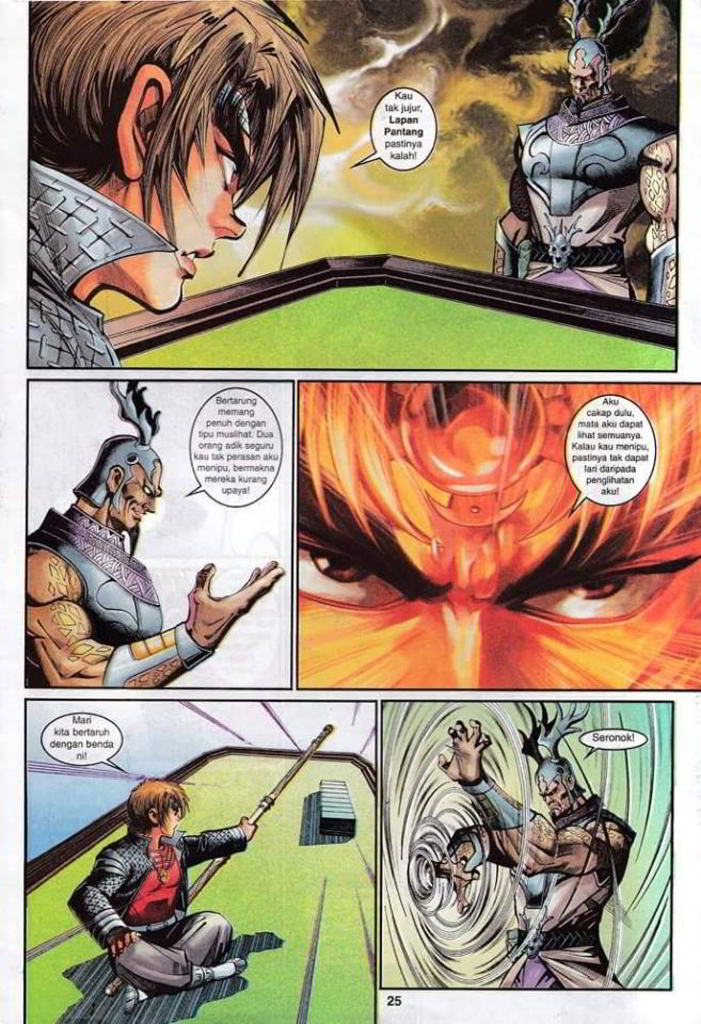 Kau
tak jujur,
Lapan
Pantang
pastinya
kalah!
Bertarung
memang
penuh dengan
tipu muslihat. Dua
orang adik seguru
kau tak perasan aku
menipu, bermakna
mereka kurang
upaya!
Aku
cakap dulu,
mata aku dapat
lihat semuanya.
Kalau kau menipu,
pastinya tak dapat
lari daripada
penglihatan
aku!
Mari
kita bertaruh
dengan benda
ni!
Seronok!
25